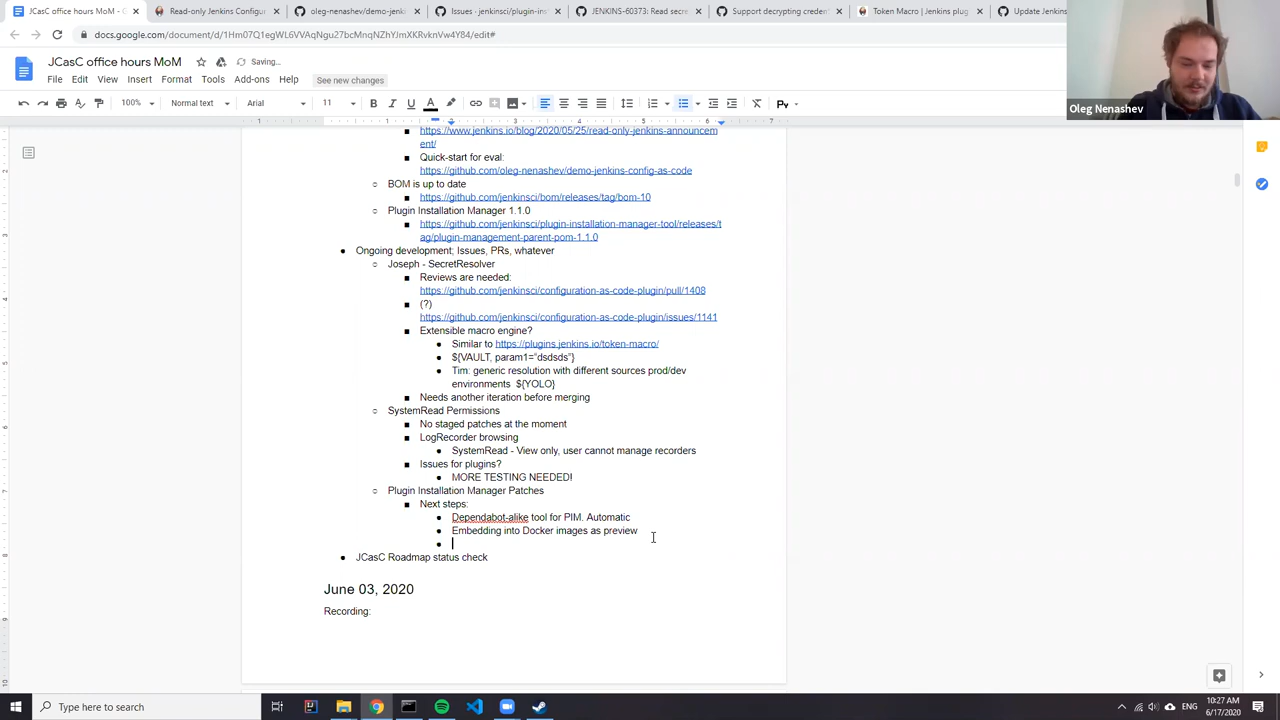 JCasC office hours MoM - G
Read-only Jenkins Configur
oleg-nenashev/demo-jenk
Issues · jenkinsci/plugin-ins
JENKINS-60373: Read secre
Support decrypting creden
Token Macro | Jenkins plug
Update Jenkins
docs.google.com/document/d/1Hm07Q1egWL6VVAqNgu27bcMnqNZhYJmXKRvknVw4Y84/edit#
JCasC office hours MoM
Saving...
File Edit View Insert Format Tools Add-ons Help See new changes
100% Normal text Arial 11
Oleg Nenashev
https://www.jenkins.io/blog/2020/05/25/read-only-jenkins-announcem
ent/
Quick-start for eval:
https://github.com/oleg-nenashev/demo-jenkins-config-as-code
BOM is up to date
https://github.com/jenkinsci/bom/releases/tag/bom-10
Plugin Installation Manager 1.1.0
https://github.com/jenkinsci/plugin-installation-manager-tool/releases/t
ag/plugin-management-parent-pom-1.1.0
Ongoing development; Issues, PRs, whatever
Joseph - SecretResolver
Reviews are needed:
https://github.com/jenkinsci/configuration-as-code-plugin/pull/1408
(?)
https://github.com/jenkinsci/configuration-as-code-plugin/issues/1141
Extensible macro engine?
Similar to https://plugins.jenkins.io/token-macro/
${VAULT, param1="dsdsds"}
Tim: generic resolution with different sources prod/dev
environments ${YOLO}
Needs another iteration before merging
SystemRead Permissions
No staged patches at the moment
LogRecorder browsing
SystemRead - View only, user cannot manage recorders
Issues for plugins?
MORE TESTING NEEDED!
Plugin Installation Manager Patches
Next steps:
Dependabot-alike tool for PIM. Automatic
Embedding into Docker images as preview
JCasC Roadmap status check
June 03, 2020
Recording:
Type here to search
ENG
10:27 AM
6/17/2020